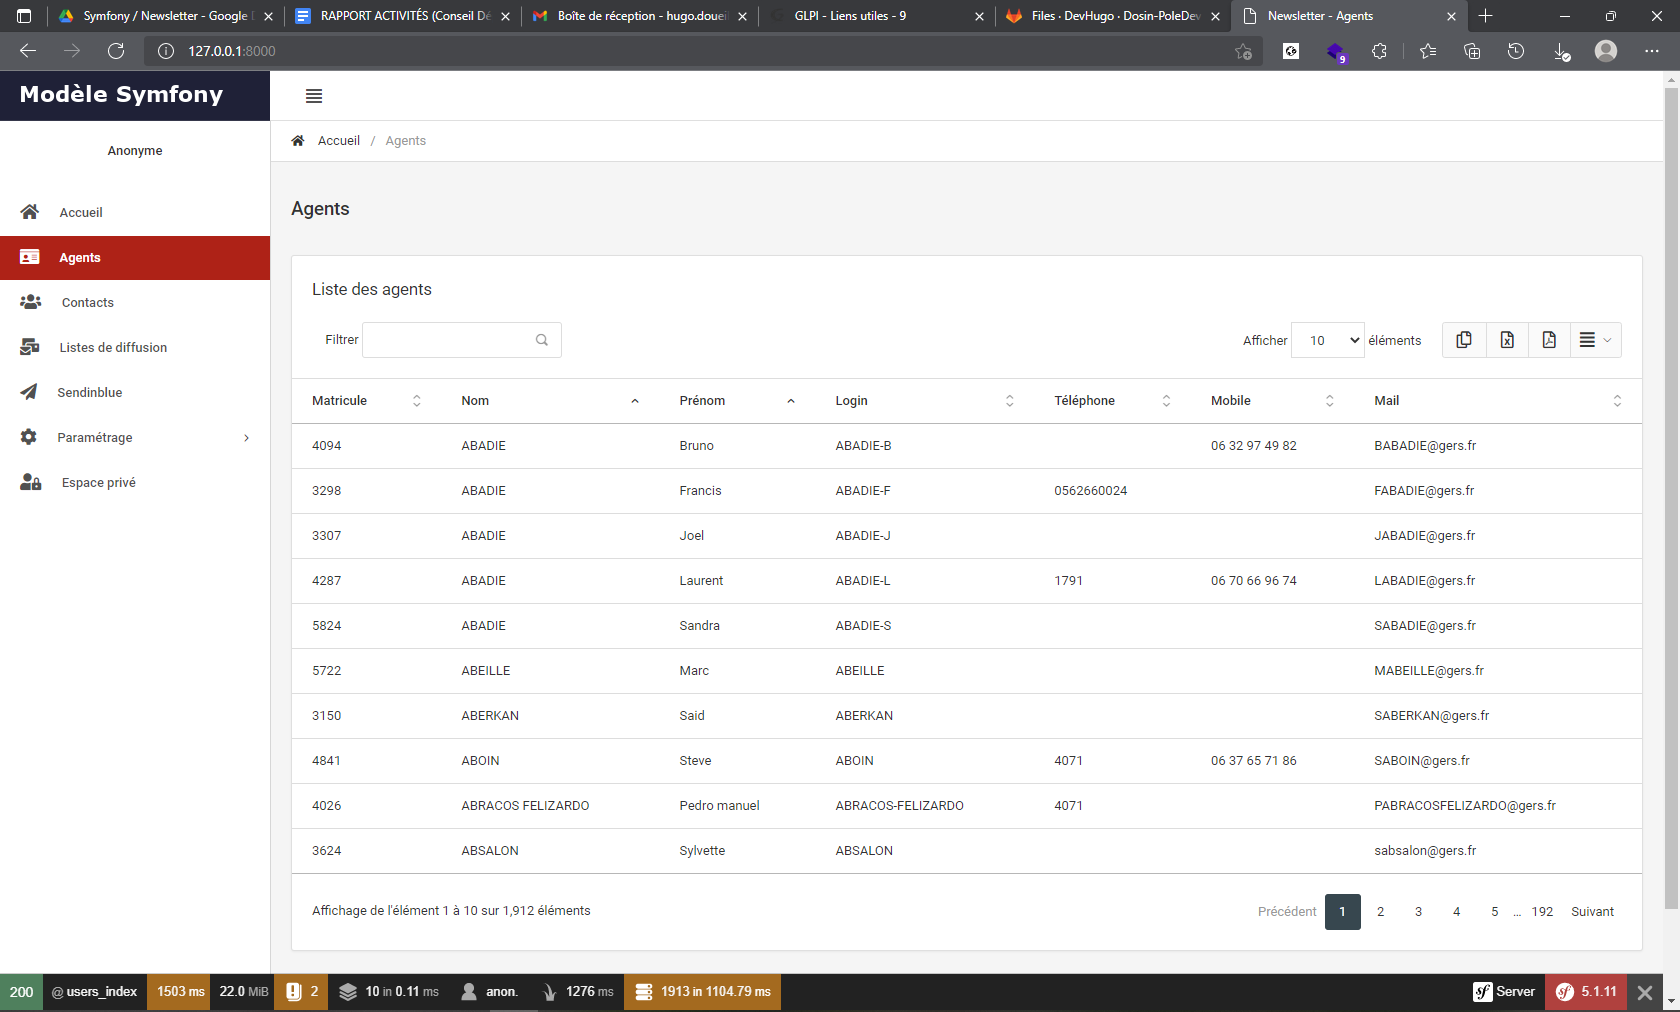 Symfony / Newsletter - Google
RAPPORT ACTIVITÉS (Conseil Dé
Boîte de réception - hugo.doue
GLPI - Liens utiles - 9
Files · DevHugo · Dosin-PoleDev
Newsletter - Agents
127.0.0.1:8000
9
Modèle Symfony
Anonyme
Accueil / Agents
Accueil
Agents
Contacts
Listes de diffusion
Sendinblue
Paramétrage
Espace privé
Agents
Liste des agents
Filtrer
Afficher 10 éléments
Matricule Nom Prénom Login Téléphone Mobile Mail
4094 ABADIE Bruno ABADIE-B 06 32 97 49 82 BABADIE@gers.fr
3298 ABADIE Francis ABADIE-F 0562660024 FABADIE@gers.fr
3307 ABADIE Joel ABADIE-J JABADIE@gers.fr
4287 ABADIE Laurent ABADIE-L 1791 06 70 66 96 74 LABADIE@gers.fr
5824 ABADIE Sandra ABADIE-S SABADIE@gers.fr
5722 ABEILLE Marc ABEILLE MABEILLE@gers.fr
3150 ABERKAN Said ABERKAN SABERKAN@gers.fr
4841 ABOIN Steve ABOIN 4071 06 37 65 71 86 SABOIN@gers.fr
4026 ABRACOS FELIZARDO Pedro manuel ABRACOS-FELIZARDO 4071 PABRACOSFELIZARDO@gers.fr
3624 ABSALON Sylvette ABSALON sabsalon@gers.fr
Affichage de l'élément 1 à 10 sur 1,912 éléments
Précédent 1 2 3 4 5 ... 192 Suivant
200 @ users_index 1503 ms 22.0 MiB 2 10 in 0.11 ms anon. 1276 ms 1913 in 1104.79 ms Server 5.1.11